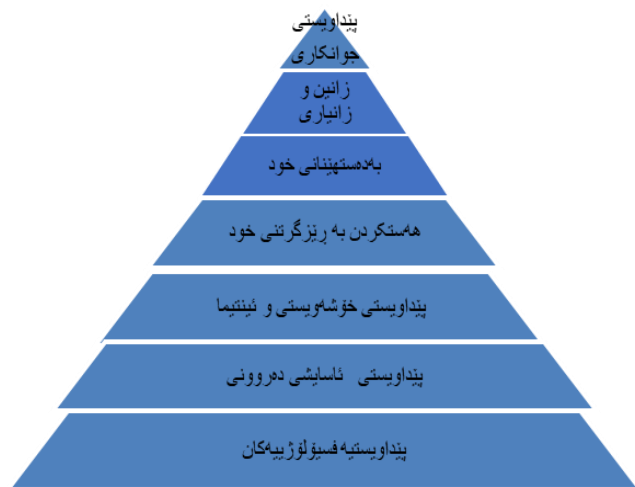 پێداویستی
جوانکاری
زانین و
زانیاری
بەدەستهێنانی خود
هەستکردن بە ڕێزگرتنی خود
پێداویستی خۆشەویستی و ئینتیما
پێداویستی ئاسایشی دەروونی
پێداویستیە فسیۆلۆژییەکان